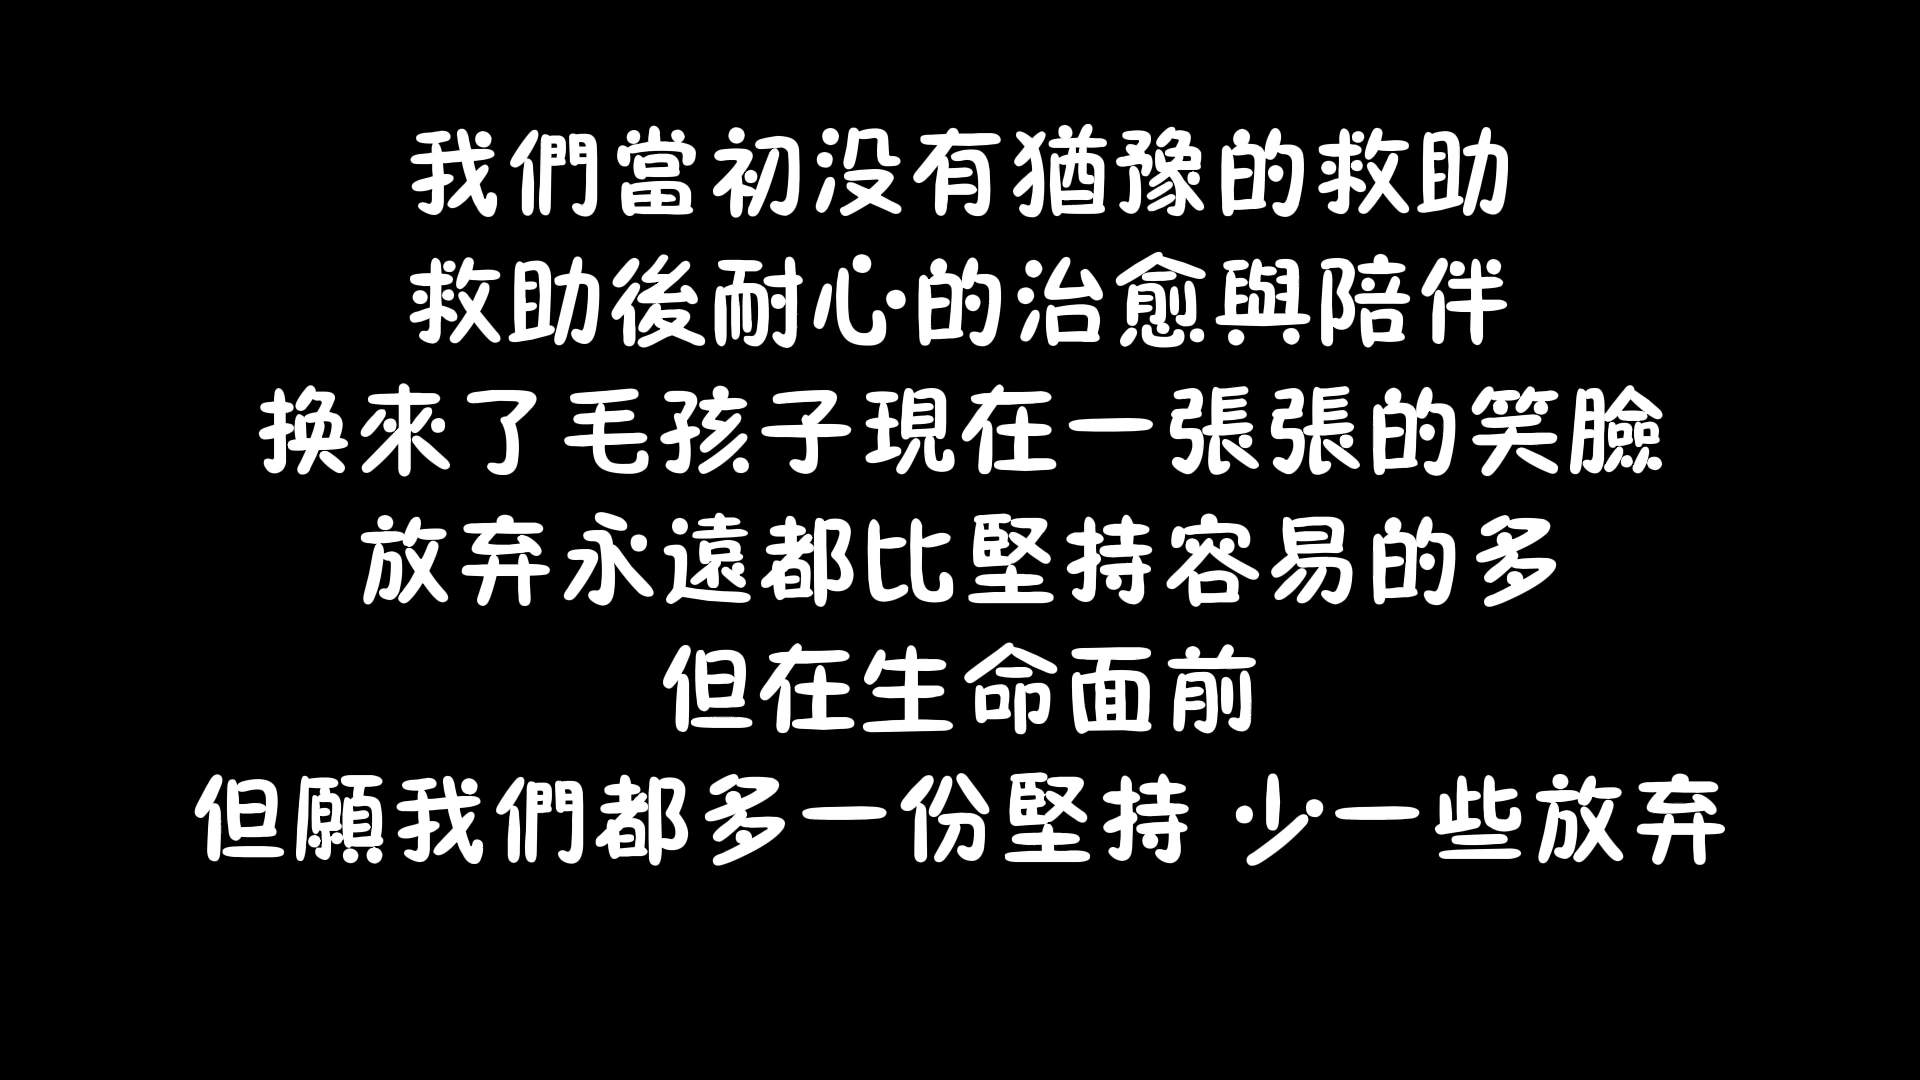 我們當初没有猶豫的救助
救助後耐心的治愈與陪伴
换來了毛孩子現在一張張的笑臉
放弃永遠都比堅持容易的多
但在生命面前
但願我們都多一份堅持 少一些放弃